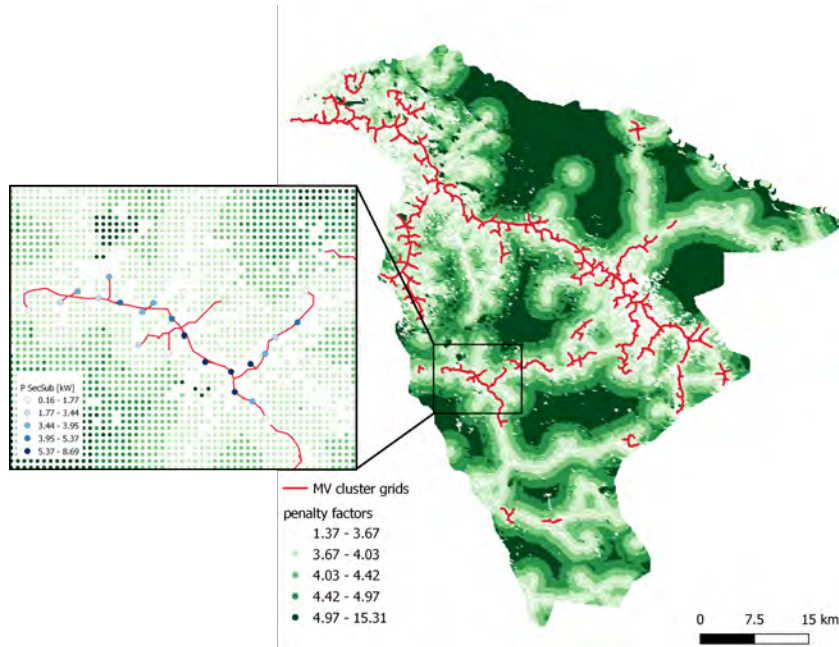 P SecSub [kW]
0.16 - 1.77
1.77 - 3.44
3.44 - 3.95
3.95 - 5.37
5.37 - 8.69
MV cluster grids
penalty factors
1.37 - 3.67
3.67 - 4.03
4.03 - 4.42
4.42 - 4.97
4.97 - 15.31
0 7.5 15 km